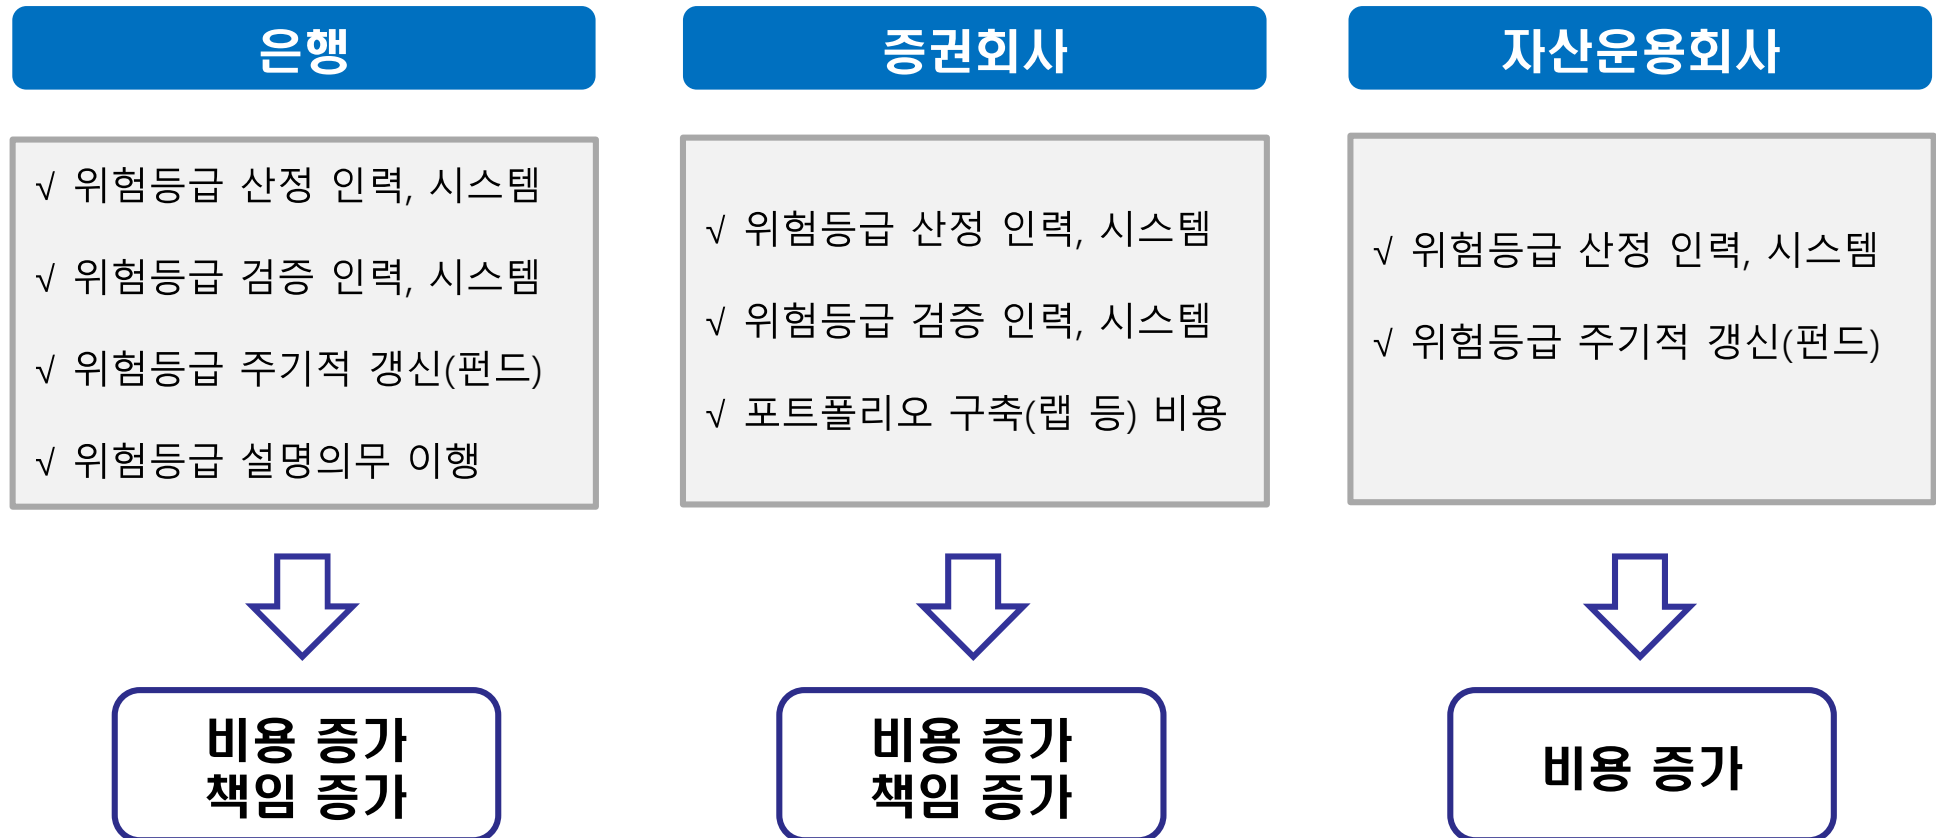 은행
√ 위험등급 산정 인력, 시스템
√ 위험등급 검증 인력, 시스템
√ 위험등급 주기적 갱신(펀드)
√ 위험등급 설명의무 이행
비용 증가
책임 증가
증권회사
√ 위험등급 산정 인력, 시스템
√ 위험등급 검증 인력, 시스템
√ 포트폴리오 구축(랩 등) 비용
비용 증가
책임 증가
자산운용회사
√ 위험등급 산정 인력, 시스템
√ 위험등급 주기적 갱신(펀드)
비용 증가